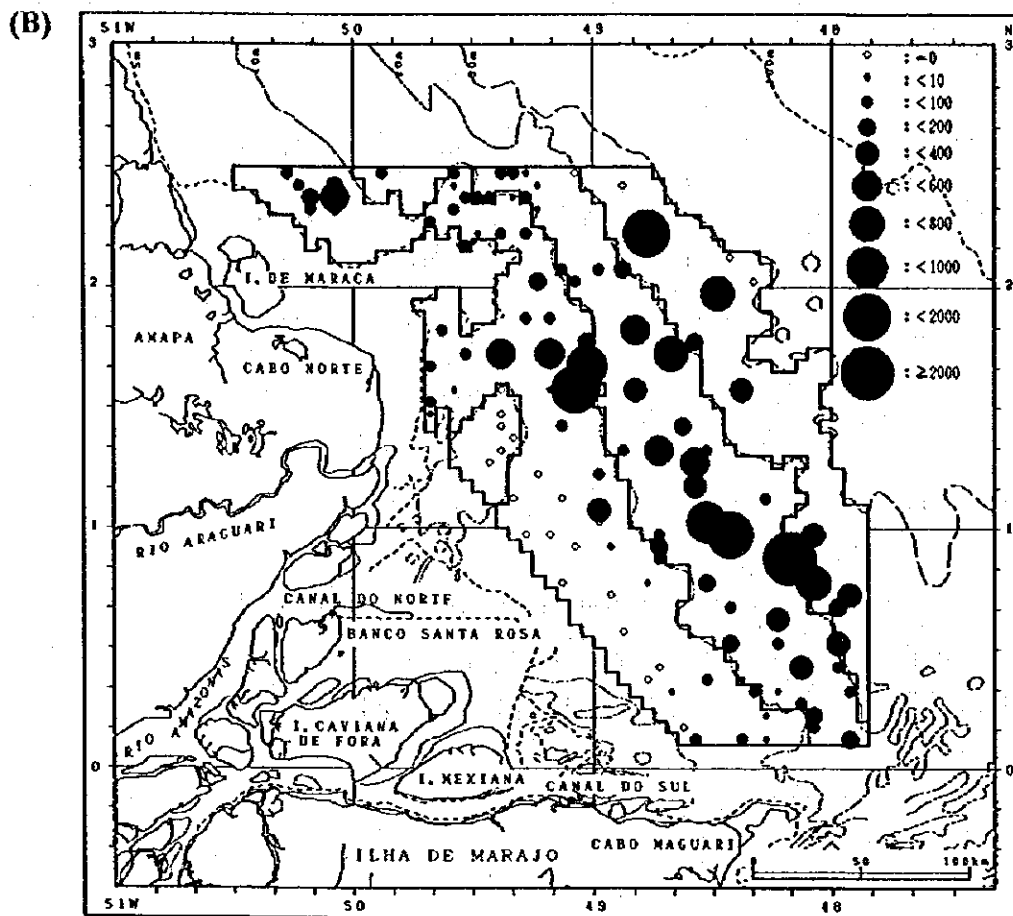 (B)
51W 50 49 48 N
3 3
: =0
: <10
: <100
: <200
: <400
: <600
: <800
: <1000
: <2000
: ≥2000
2 2
I. DE MARACA
AMAPA
CABO NORTE
1 1
RIO ARAGUARI
CANAL DO NORTE
BANCO SANTA ROSA
RIO AMAZONAS
I. CAVIANA
DE FORA
0 0
I. MEXIANA
CANAL DO SUL
CABO MAGUARI
ILHA DE MARAJO
0 50 100km
51W 50 49 48